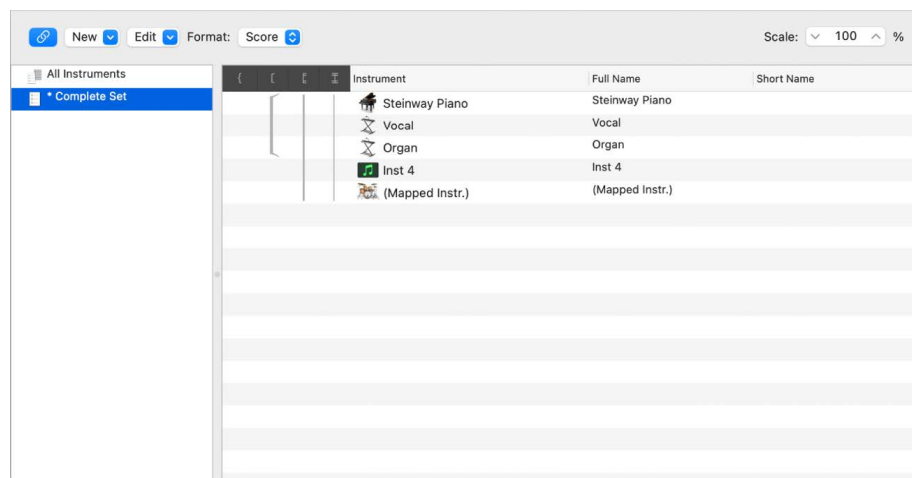 New Edit Format: Score Scale: 100 %
All Instruments
* Complete Set
Instrument Full Name Short Name
Steinway Piano Steinway Piano
Vocal Vocal
Organ Organ
Inst 4 Inst 4
(Mapped Instr.) (Mapped Instr.)